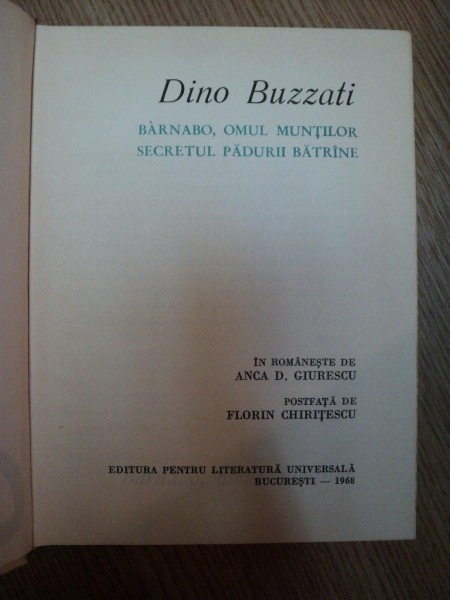 Dino Buzzati
BÀRNABO, OMUL MUNȚILOR
SECRETUL PĂDURII BĂTRÎNE
ÎN ROMÂNEȘTE DE
ANCA D. GIURESCU
POSTFAȚĂ DE
FLORIN CHIRIȚESCU
EDITURA PENTRU LITERATURĂ UNIVERSALĂ
BUCUREȘTI — 1968